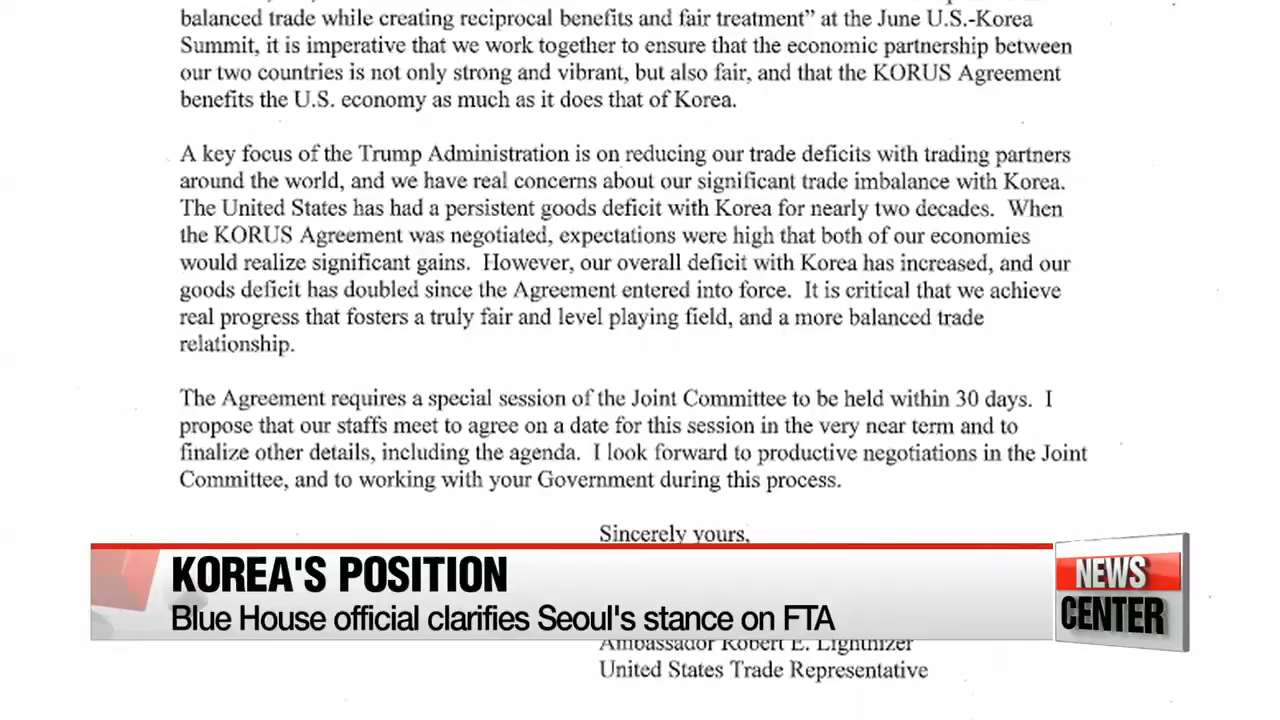 balanced trade while creating reciprocal benefits and fair treatment” at the June U.S.-Korea
Summit, it is imperative that we work together to ensure that the economic partnership between
our two countries is not only strong and vibrant, but also fair, and that the KORUS Agreement
benefits the U.S. economy as much as it does that of Korea.
A key focus of the Trump Administration is on reducing our trade deficits with trading partners
around the world, and we have real concerns about our significant trade imbalance with Korea.
The United States has had a persistent goods deficit with Korea for nearly two decades. When
the KORUS Agreement was negotiated, expectations were high that both of our economies
would realize significant gains. However, our overall deficit with Korea has increased, and our
goods deficit has doubled since the Agreement entered into force. It is critical that we achieve
real progress that fosters a truly fair and level playing field, and a more balanced trade
relationship.
The Agreement requires a special session of the Joint Committee to be held within 30 days. I
propose that our staffs meet to agree on a date for this session in the very near term and to
finalize other details, including the agenda. I look forward to productive negotiations in the Joint
Committee, and to working with your Government during this process.
Sincerely yours,
KOREA'S POSITION
Blue House official clarifies Seoul's stance on FTA
NEWS
CENTER
Ambassador Robert E. Lighthizer
United States Trade Representative